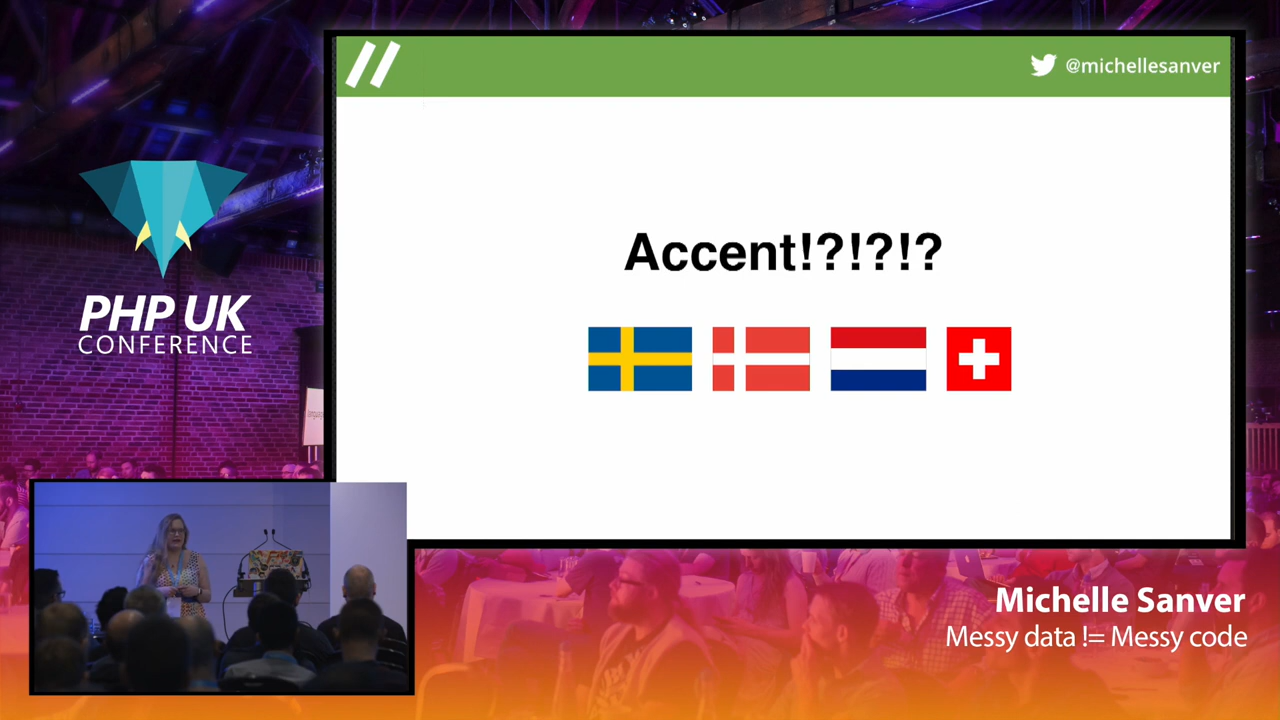 @michellesanver
PHP UK
CONFERENCE
Accent!?!?!?
Michelle Sanver
Messy data != Messy code